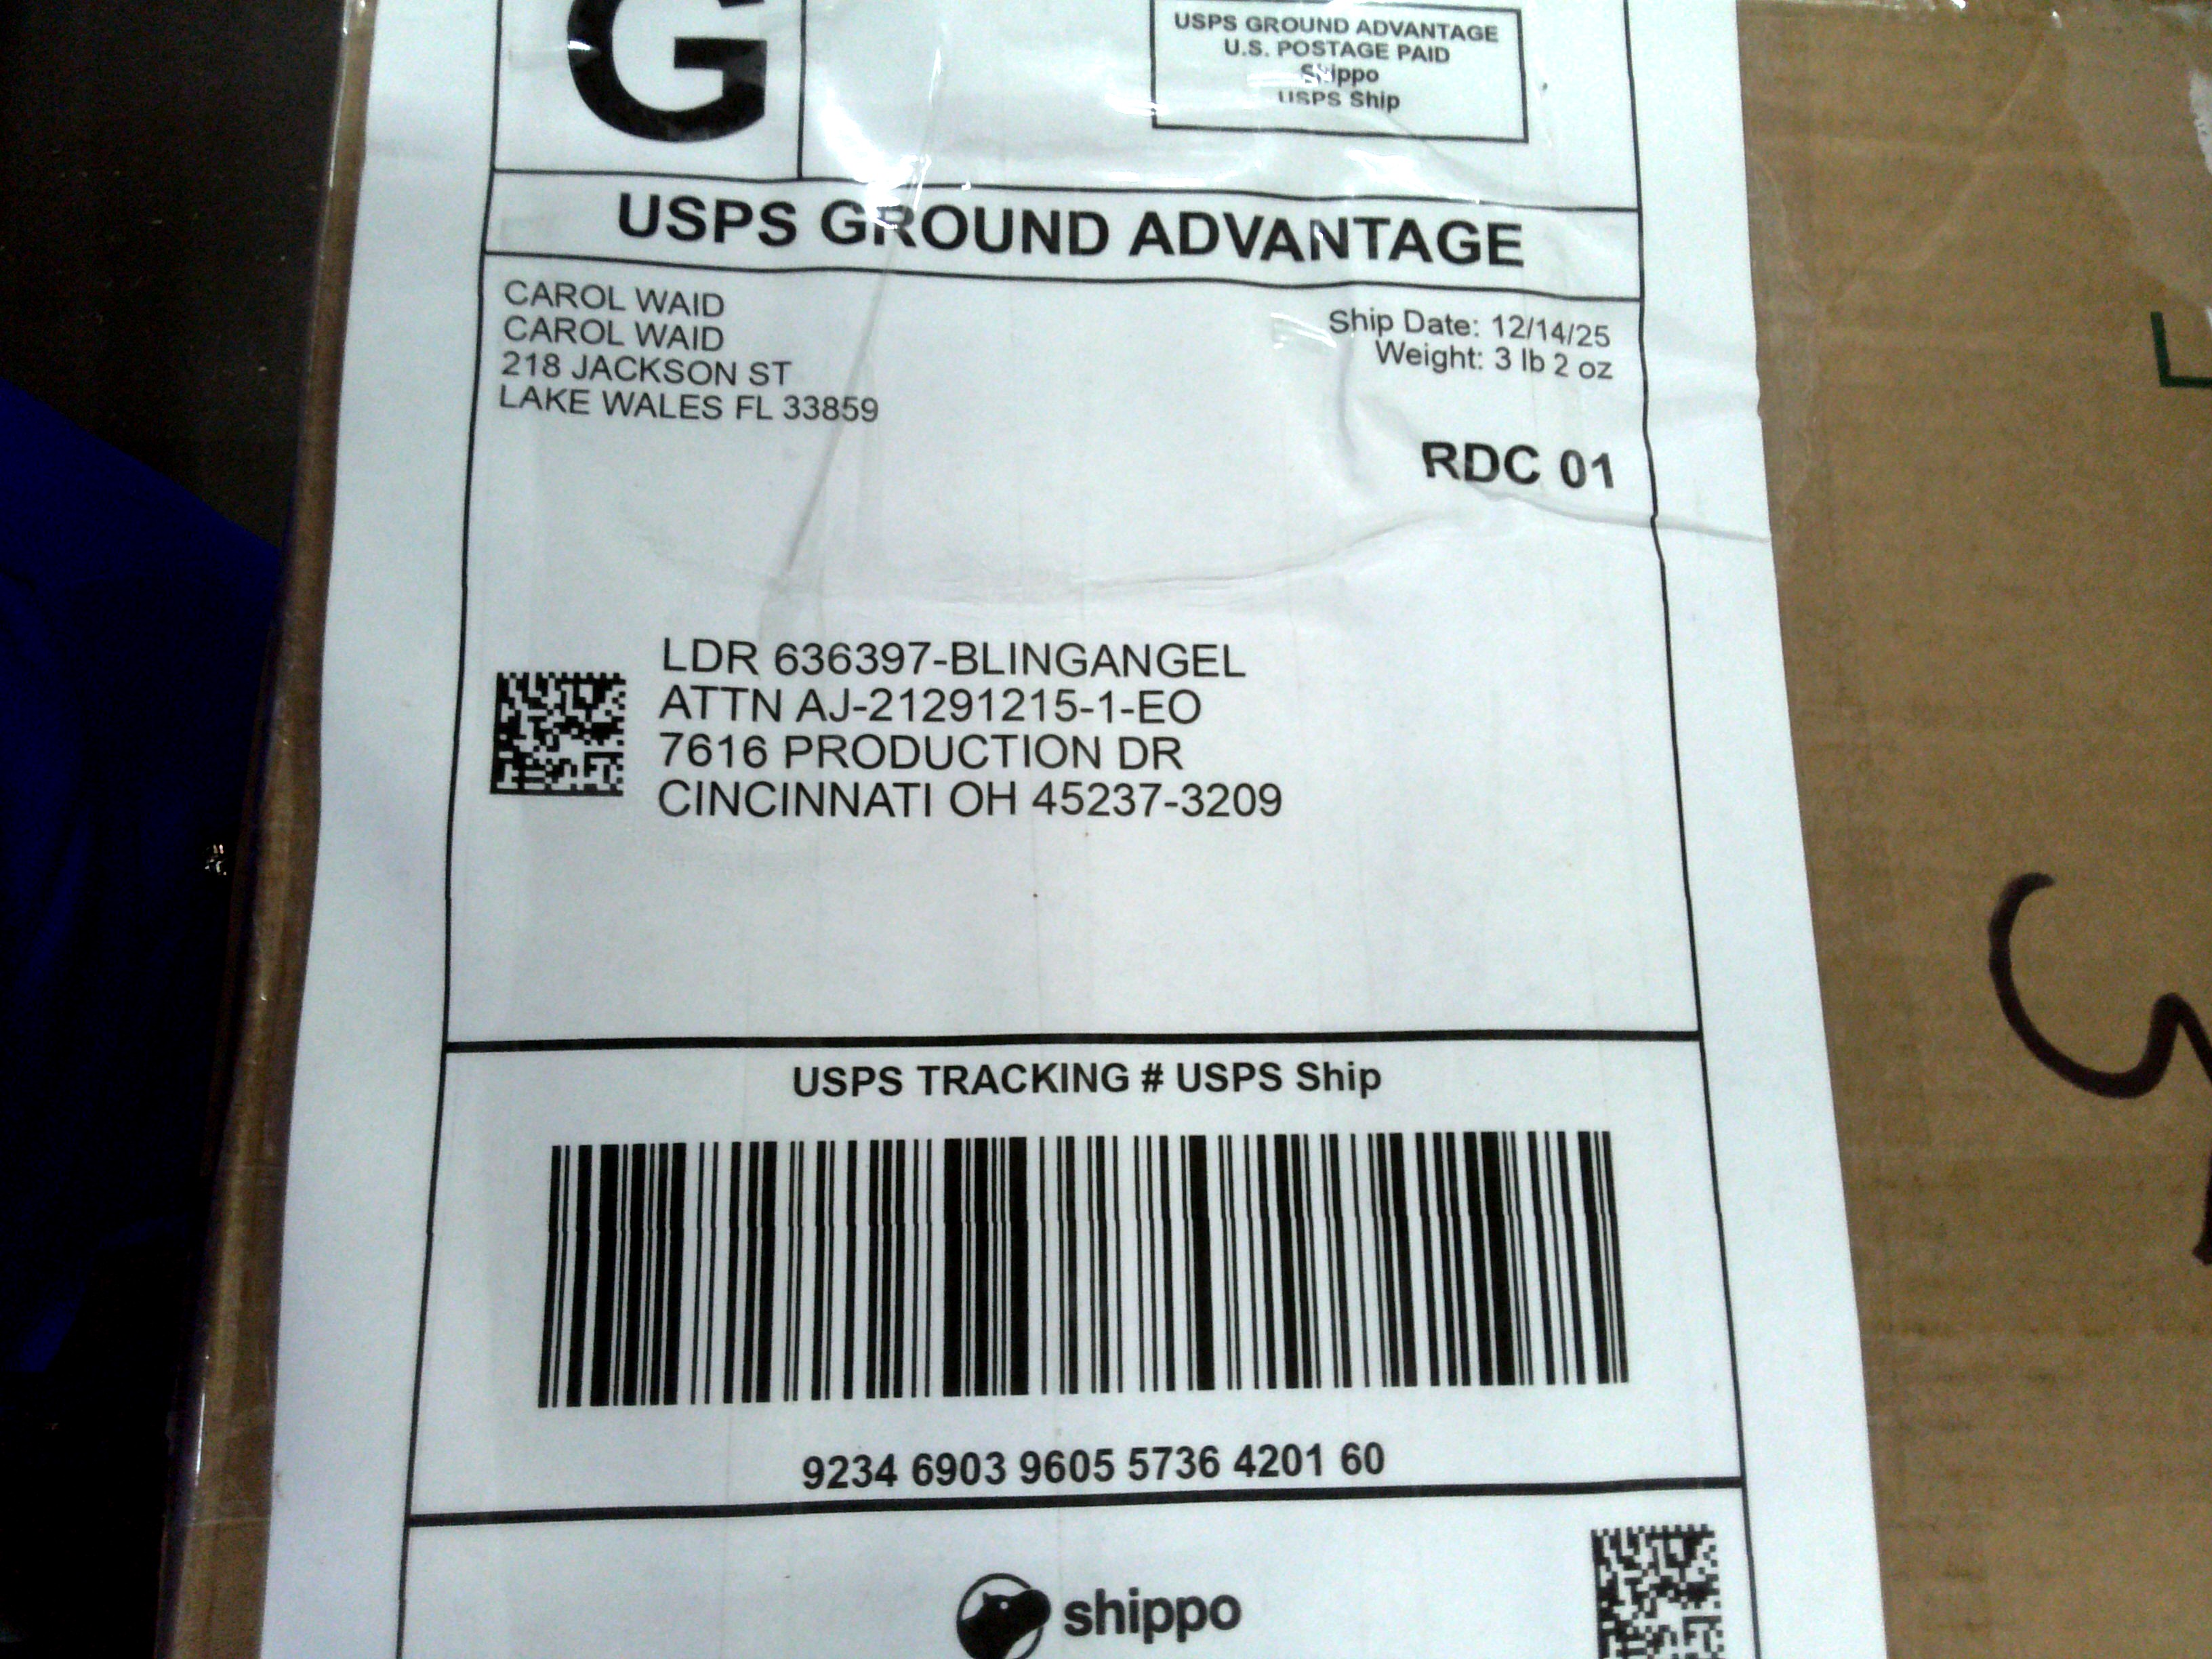 G
USPS GROUND ADVANTAGE
U.S. POSTAGE PAID
Shippo
USPS Ship
USPS GROUND ADVANTAGE
CAROL WAID
CAROL WAID
218 JACKSON ST
LAKE WALES FL 33859
Ship Date: 12/14/25
Weight: 3 lb 2 oz
RDC 01
LDR 636397-BLINGANGEL
ATTN AJ-21291215-1-EO
7616 PRODUCTION DR
CINCINNATI OH 45237-3209
USPS TRACKING # USPS Ship
9234 6903 9605 5736 4201 60
shippo